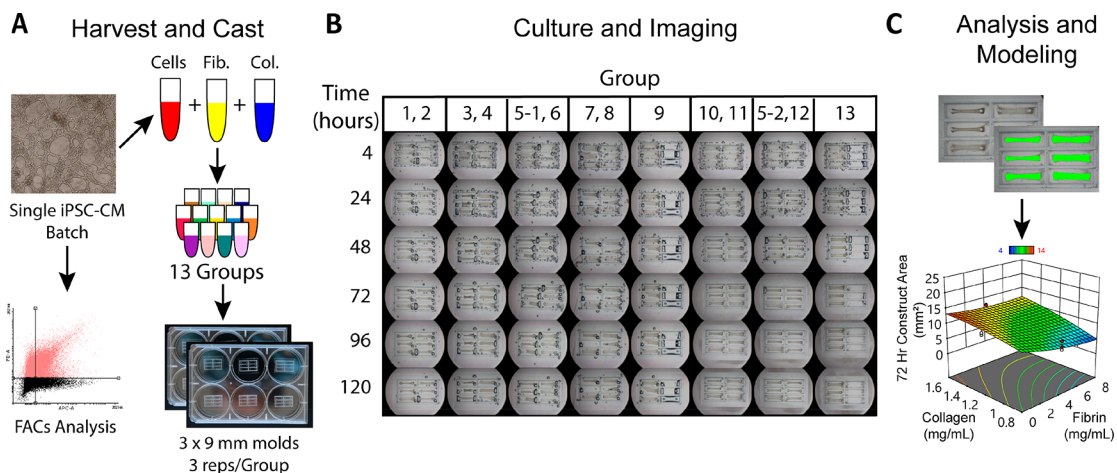 A
Harvest and Cast
Cells
Fib.
Col.
+
+
Single iPSC-CM
Batch
13 Groups
APC-A
FACs Analysis
3 x 9 mm molds
3 reps/Group
B
Culture and Imaging
Group
Time
(hours)
1, 2
3, 4
5-1, 6
7, 8
9
10, 11
5-2,12
13
4
24
48
72
96
120
C
Analysis and
Modeling
4
14
72 Hr Construct Area
(mm²)
25
20
15
10
5
0
1.6
1.4
1.2
1
0.8
Collagen
(mg/mL)
0
2
4
6
8
Fibrin
(mg/mL)